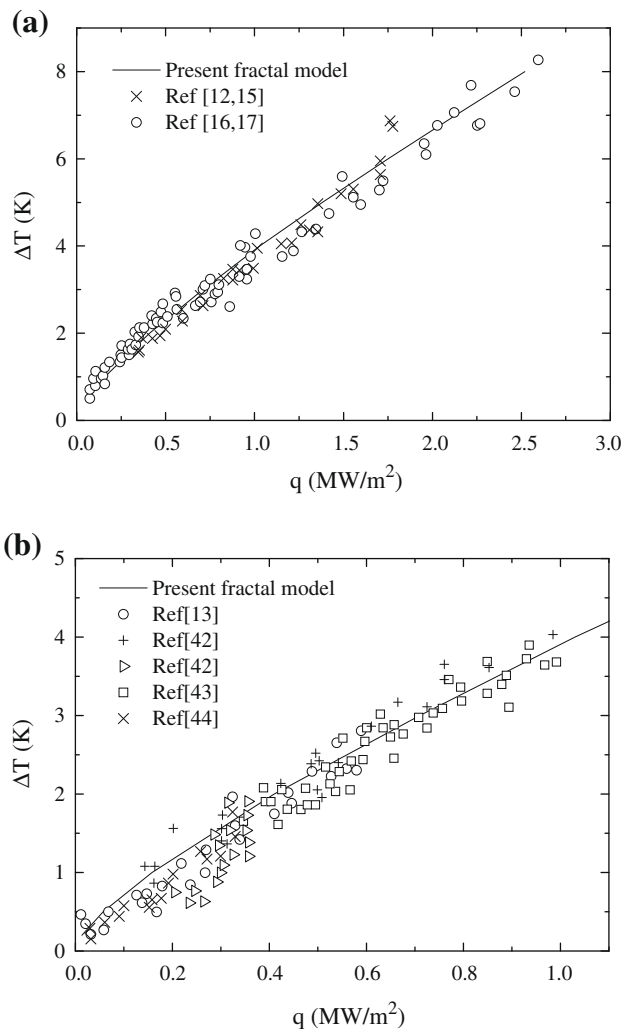 (a)
8
6
4
2
0
ΔT (K)
Present fractal model
Ref [12,15]
Ref [16,17]
0.0 0.5 1.0 1.5 2.0 2.5 3.0
q (MW/m²)
(b)
5
4
3
2
1
0
ΔT (K)
Present fractal model
Ref[13]
Ref[42]
Ref[42]
Ref[43]
Ref[44]
0.0 0.2 0.4 0.6 0.8 1.0
q (MW/m²)